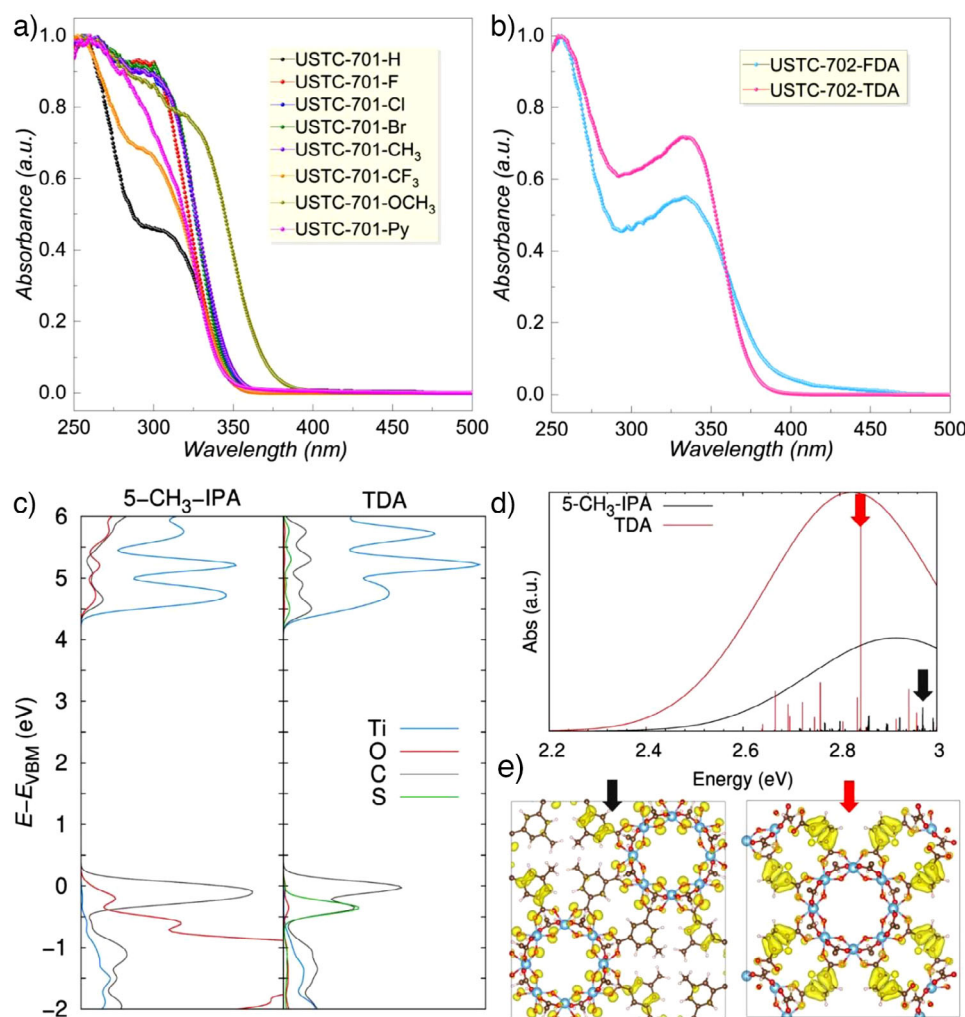 a)
1.0
0.8
0.6
0.4
0.2
0.0
Absorbance (a.u.)
250 300 350 400 450 500
Wavelength (nm)
USTC-701-H
USTC-701-F
USTC-701-Cl
USTC-701-Br
USTC-701-CH₃
USTC-701-CF₃
USTC-701-OCH₃
USTC-701-Py
b)
1.0
0.8
0.6
0.4
0.2
0.0
Absorbance (a.u.)
250 300 350 400 450 500
Wavelength (nm)
USTC-702-FDA
USTC-702-TDA
c)
5–CH₃–IPA TDA
6
5
4
3
2
1
0
-1
-2
E–E_VBM (eV)
Ti
O
C
S
d)
5-CH₃-IPA
TDA
Abs (a.u.)
2.2 2.4 2.6 2.8 3
Energy (eV)
e)